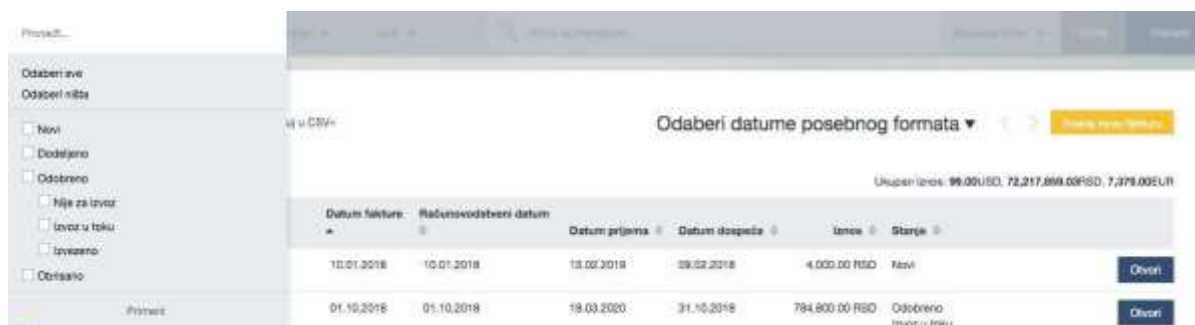 Pronađi...
Odaberi sve
Odaberi ništa
Novi
Dodeljeno
Odobreno
Nije za izvoz
Izvoz u toku
Izvezeno
Obrisano
Primeni
u CSV
Odaberi datume posebnog formata
Ukupan iznos: 99.00USD, 72,217,859.03RSD, 7,379.00EUR
Datum fakture Računovodstveni datum Datum prijema Datum dospeća Iznos Stanje
10.01.2018 10.01.2018 13.02.2018 09.02.2018 4,000.00 RSD Novi Otvori
01.10.2018 01.10.2018 18.03.2020 31.10.2018 784,800.00 RSD Odobreno Otvori
Izvoz u toku